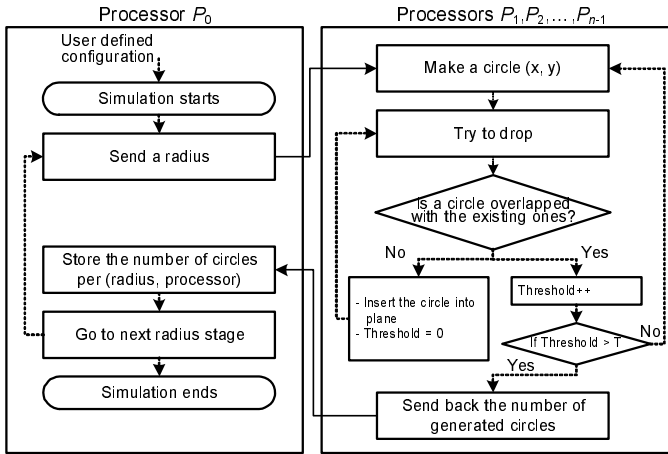 Processor P0
User defined
configuration
Simulation starts
Send a radius
Store the number of circles
per (radius, processor)
Go to next radius stage
Simulation ends
Processors P1,P2, ... ,Pn-1
Make a circle (x, y)
Try to drop
Is a circle overlapped
with the existing ones?
No
Yes
- Insert the circle into
plane
- Threshold = 0
Threshold++
If Threshold > T
No
Yes
Send back the number of
generated circles